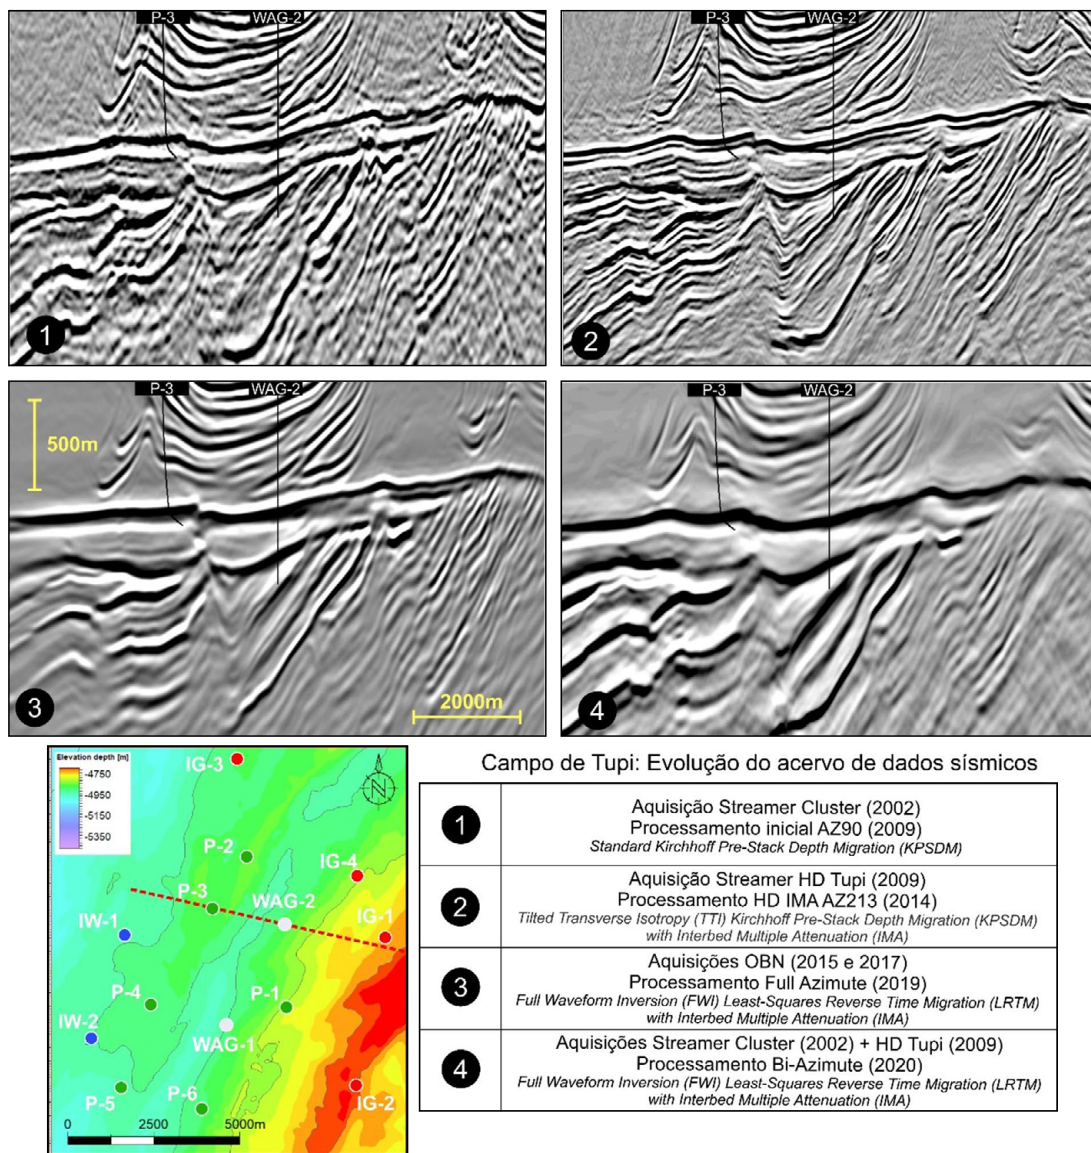 P-3
WAG-2
1
P-3
WAG-2
2
P-3
WAG-2
500m
2000m
3
P-3
WAG-2
4
Elevation depth [m]
-4750
-4950
-5150
-5350
N
IG-3
P-2
IG-4
P-3
WAG-2
IG-1
IW-1
P-4
P-1
IW-2
WAG-1
P-5
P-6
IG-2
0 2500 5000m
Campo de Tupi: Evolução do acervo de dados sísmicos
1
Aquisição Streamer Cluster (2002)
Processamento inicial AZ90 (2009)
Standard Kirchhoff Pre-Stack Depth Migration (KPSDM)
2
Aquisição Streamer HD Tupi (2009)
Processamento HD IMA AZ213 (2014)
Tilted Transverse Isotropy (TTI) Kirchhoff Pre-Stack Depth Migration (KPSDM)
with Interbed Multiple Attenuation (IMA)
3
Aquisições OBN (2015 e 2017)
Processamento Full Azimute (2019)
Full Waveform Inversion (FWI) Least-Squares Reverse Time Migration (LRTM)
with Interbed Multiple Attenuation (IMA)
4
Aquisições Streamer Cluster (2002) + HD Tupi (2009)
Processamento Bi-Azimute (2020)
Full Waveform Inversion (FWI) Least-Squares Reverse Time Migration (LRTM)
with Interbed Multiple Attenuation (IMA)